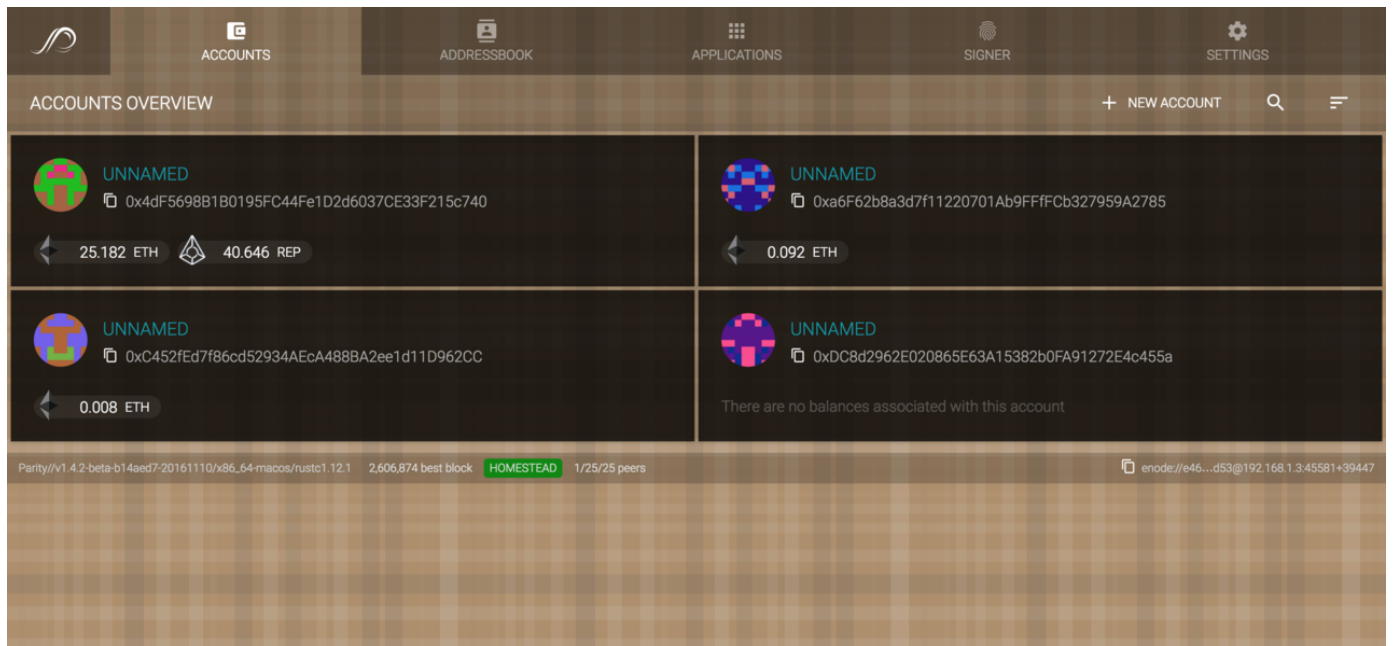 ACCOUNTS
ADDRESSBOOK
APPLICATIONS
SIGNER
SETTINGS
ACCOUNTS OVERVIEW
NEW ACCOUNT
UNNAMED
0x4dF5698B1B0195FC44Fe1D2d6037CE33F215c740
25.182 ETH
40.646 REP
UNNAMED
0xa6F62b8a3d7f11220701Ab9FFfFCb327959A2785
0.092 ETH
UNNAMED
0xC452fEd7f86cd52934AEcA488BA2ee1d11D962CC
0.008 ETH
UNNAMED
0xDC8d2962E020865E63A15382b0FA91272E4c455a
There are no balances associated with this account
Parity//v1.4.2-beta-b14aed7-20161110/x86_64-macos/rustc1.12.1
2,606,874 best block
HOMESTEAD
1/25/25 peers
enode://e46...d53@192.168.1.3:45581+39447